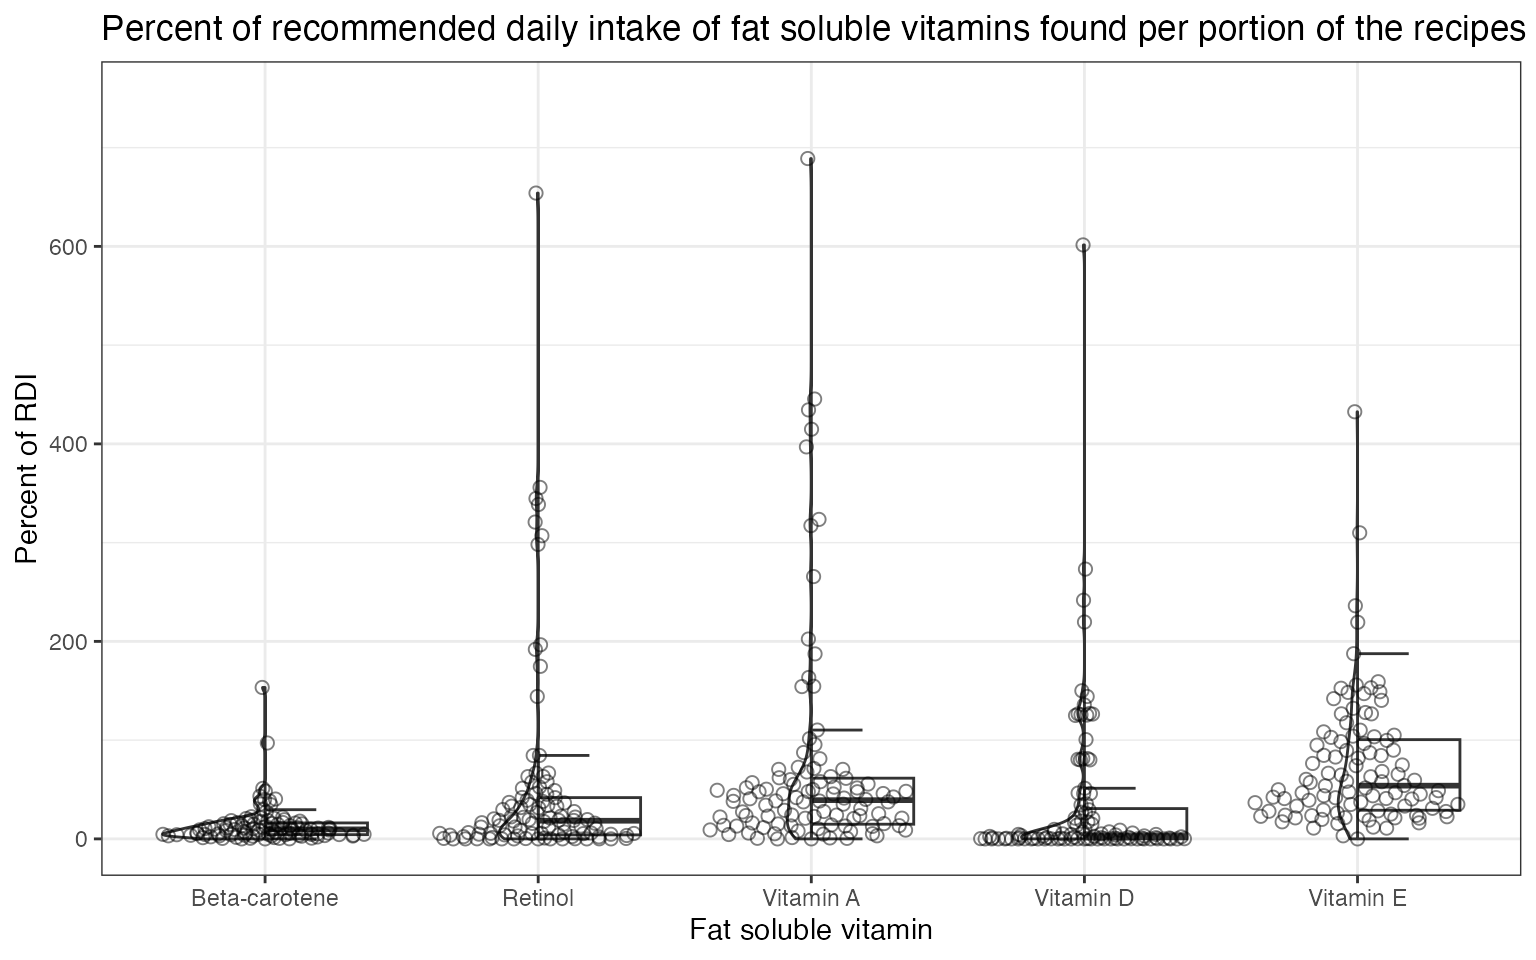 Percent of recommended daily intake of fat soluble vitamins found per portion of the recipes
Percent of RDI
600
400
200
0
Beta-carotene Retinol Vitamin A Vitamin D Vitamin E
Fat soluble vitamin